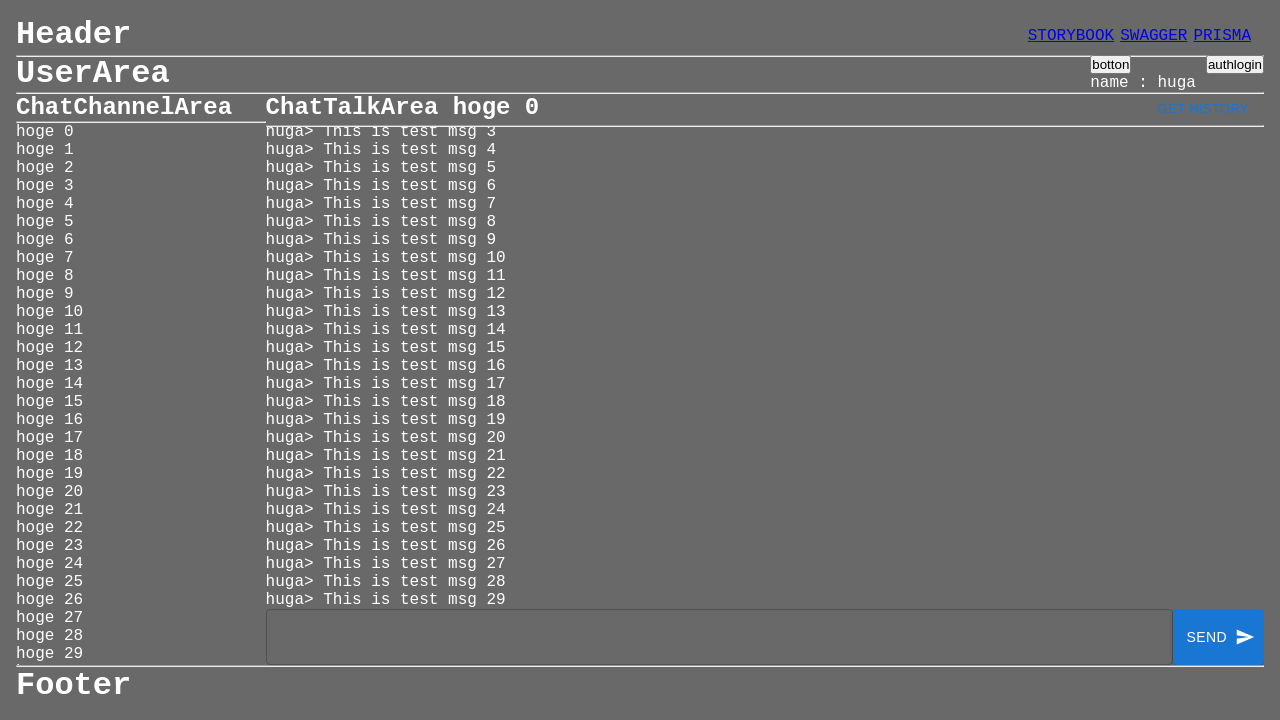 Header
STORYBOOK SWAGGER PRISMA
UserArea
botton authlogin
name : huga
ChatChannelArea
hoge 0
hoge 1
hoge 2
hoge 3
hoge 4
hoge 5
hoge 6
hoge 7
hoge 8
hoge 9
hoge 10
hoge 11
hoge 12
hoge 13
hoge 14
hoge 15
hoge 16
hoge 17
hoge 18
hoge 19
hoge 20
hoge 21
hoge 22
hoge 23
hoge 24
hoge 25
hoge 26
hoge 27
hoge 28
hoge 29
ChatTalkArea hoge 0
GET HISTORY
huga> This is test msg 3
huga> This is test msg 4
huga> This is test msg 5
huga> This is test msg 6
huga> This is test msg 7
huga> This is test msg 8
huga> This is test msg 9
huga> This is test msg 10
huga> This is test msg 11
huga> This is test msg 12
huga> This is test msg 13
huga> This is test msg 14
huga> This is test msg 15
huga> This is test msg 16
huga> This is test msg 17
huga> This is test msg 18
huga> This is test msg 19
huga> This is test msg 20
huga> This is test msg 21
huga> This is test msg 22
huga> This is test msg 23
huga> This is test msg 24
huga> This is test msg 25
huga> This is test msg 26
huga> This is test msg 27
huga> This is test msg 28
huga> This is test msg 29
SEND
Footer